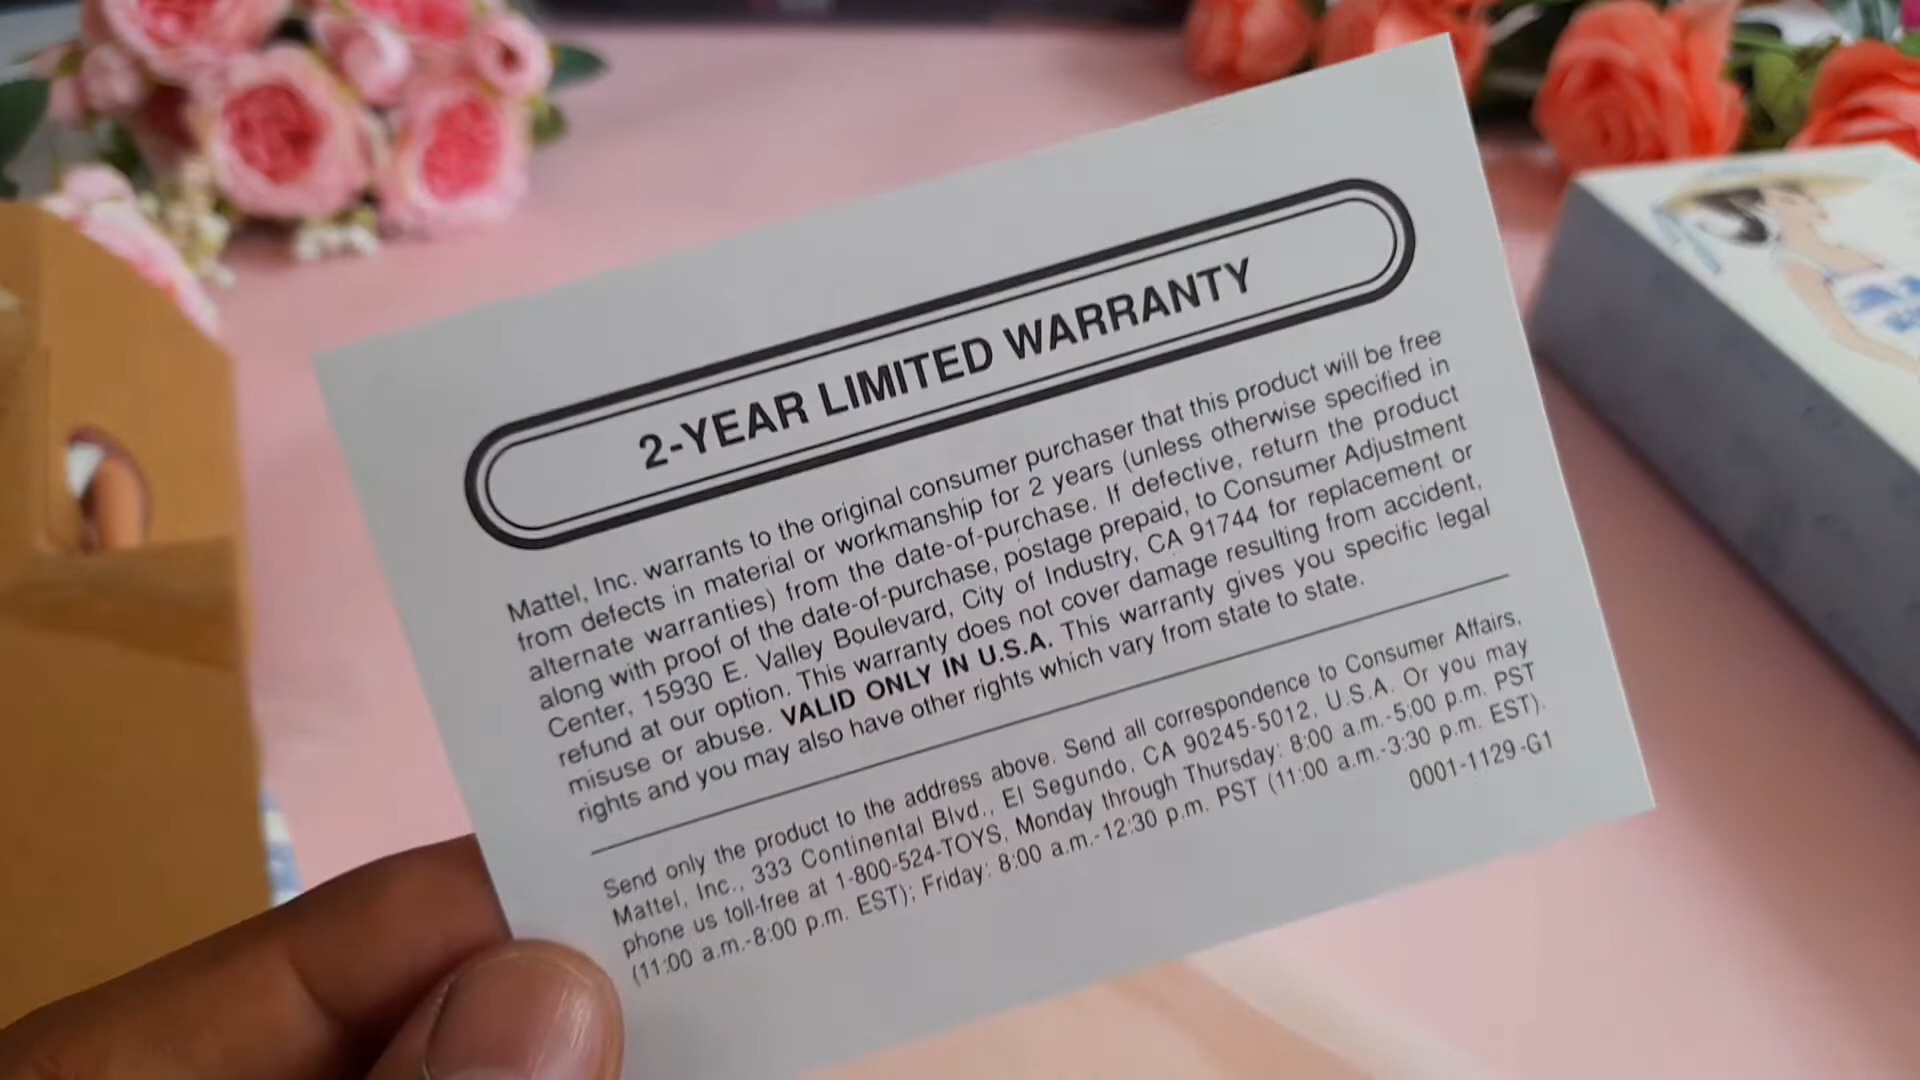 2-YEAR LIMITED WARRANTY
Mattel, Inc. warrants to the original consumer purchaser that this product will be free
from defects in material or workmanship for 2 years (unless otherwise specified in
alternate warranties) from the date-of-purchase. If defective, return the product
along with proof of the date-of-purchase, postage prepaid, to Consumer Adjustment
Center, 15930 E. Valley Boulevard, City of Industry, CA 91744 for replacement or
refund at our option. This warranty does not cover damage resulting from accident,
misuse or abuse. VALID ONLY IN U.S.A. This warranty gives you specific legal
rights and you may also have other rights which vary from state to state.
Send only the product to the address above. Send all correspondence to Consumer Affairs,
Mattel, Inc., 333 Continental Blvd., El Segundo, CA 90245-5012, U.S.A. Or you may
phone us toll-free at 1-800-524-TOYS, Monday through Thursday: 8:00 a.m.-5:00 p.m. PST
(11:00 a.m.-8:00 p.m. EST); Friday: 8:00 a.m.-12:30 p.m. PST (11:00 a.m.-3:30 p.m. EST).
0001-1129-G1